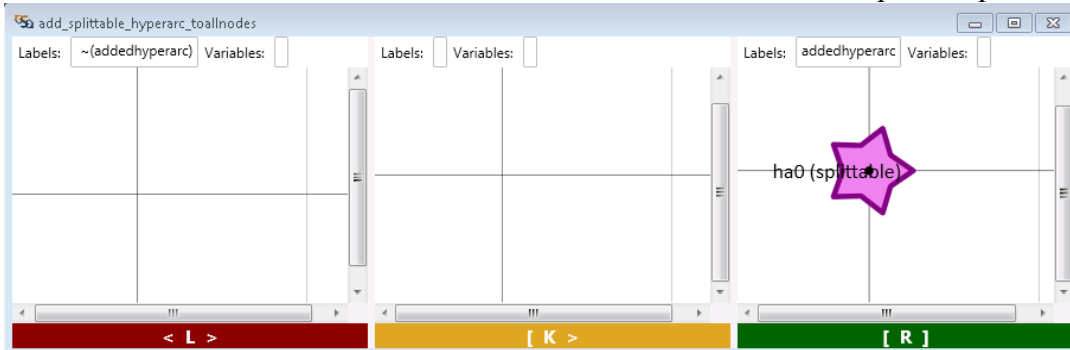 add_splittable_hyperarc_toallnodes
Labels: ~(addedhyperarc) Variables:
Labels: Variables:
Labels: addedhyperarc Variables:
ha0 (splittable)
< L >
[ K >
[ R ]